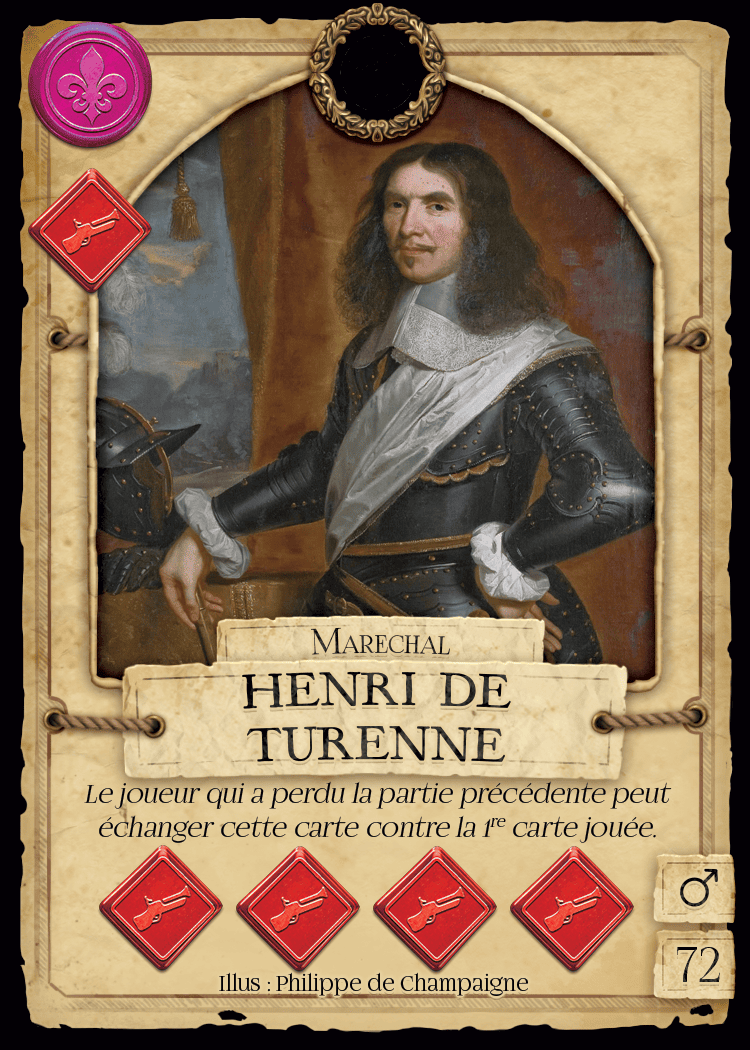 MARECHAL
HENRI DE
TURENNE
Le joueur qui a perdu la partie précédente peut
échanger cette carte contre la 1re carte jouée.
♂
72
Illus : Philippe de Champaigne